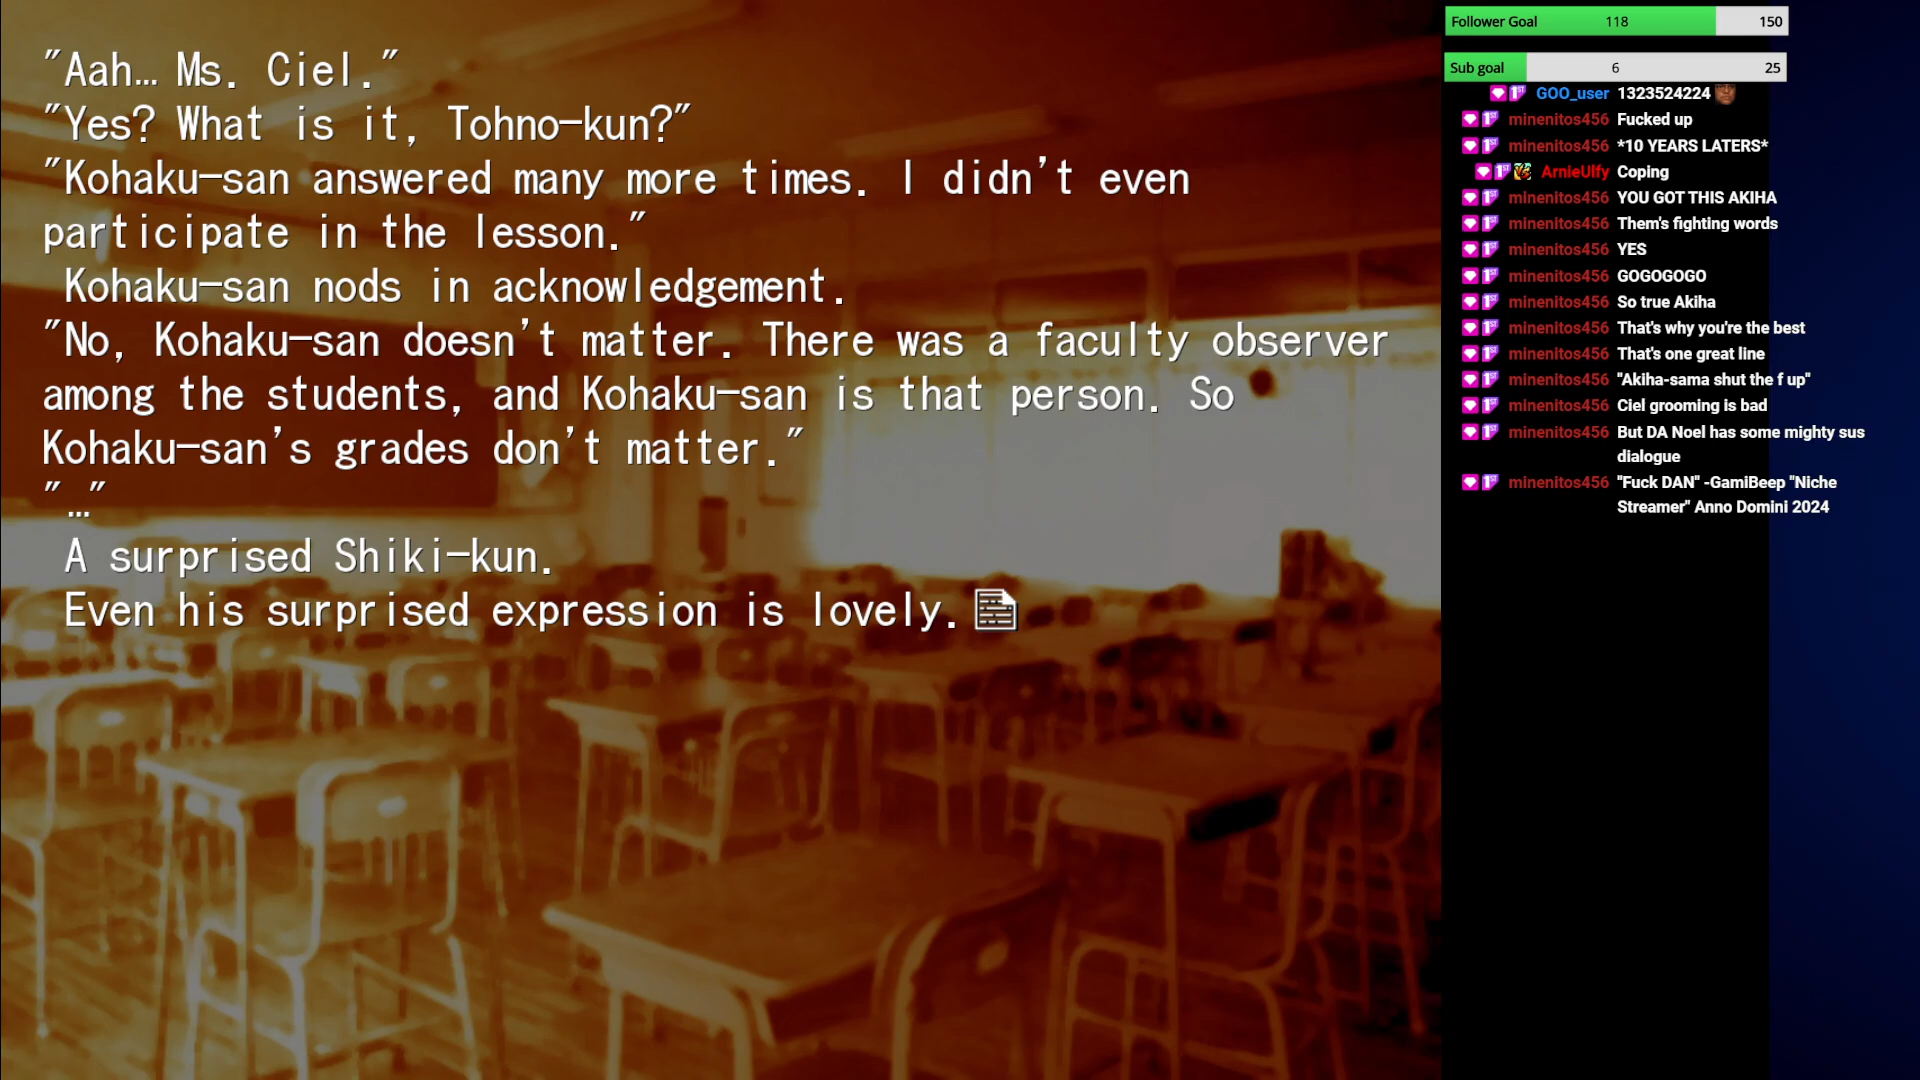 "Aah… Ms. Ciel."
"Yes? What is it, Tohno-kun?"
"Kohaku-san answered many more times. I didn't even
participate in the lesson."
Kohaku-san nods in acknowledgement.
"No, Kohaku-san doesn't matter. There was a faculty observer
among the students, and Kohaku-san is that person. So
Kohaku-san's grades don't matter."
"…"
A surprised Shiki-kun.
Even his surprised expression is lovely.
Follower Goal 118 150
Sub goal 6 25
GOO_user 1323524224
minenitos456 Fucked up
minenitos456 *10 YEARS LATERS*
ArnieUlfy Coping
minenitos456 YOU GOT THIS AKIHA
minenitos456 Them's fighting words
minenitos456 YES
minenitos456 GOGOGOGO
minenitos456 So true Akiha
minenitos456 That's why you're the best
minenitos456 That's one great line
minenitos456 "Akiha-sama shut the f up"
minenitos456 Ciel grooming is bad
minenitos456 But DA Noel has some mighty sus
dialogue
minenitos456 "Fuck DAN" -GamiBeep "Niche
Streamer" Anno Domini 2024